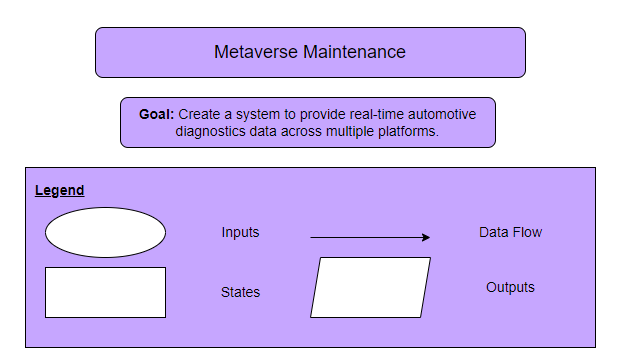 Metaverse Maintenance
Goal: Create a system to provide real-time automotive
diagnostics data across multiple platforms.
Legend
Inputs
Data Flow
States
Outputs